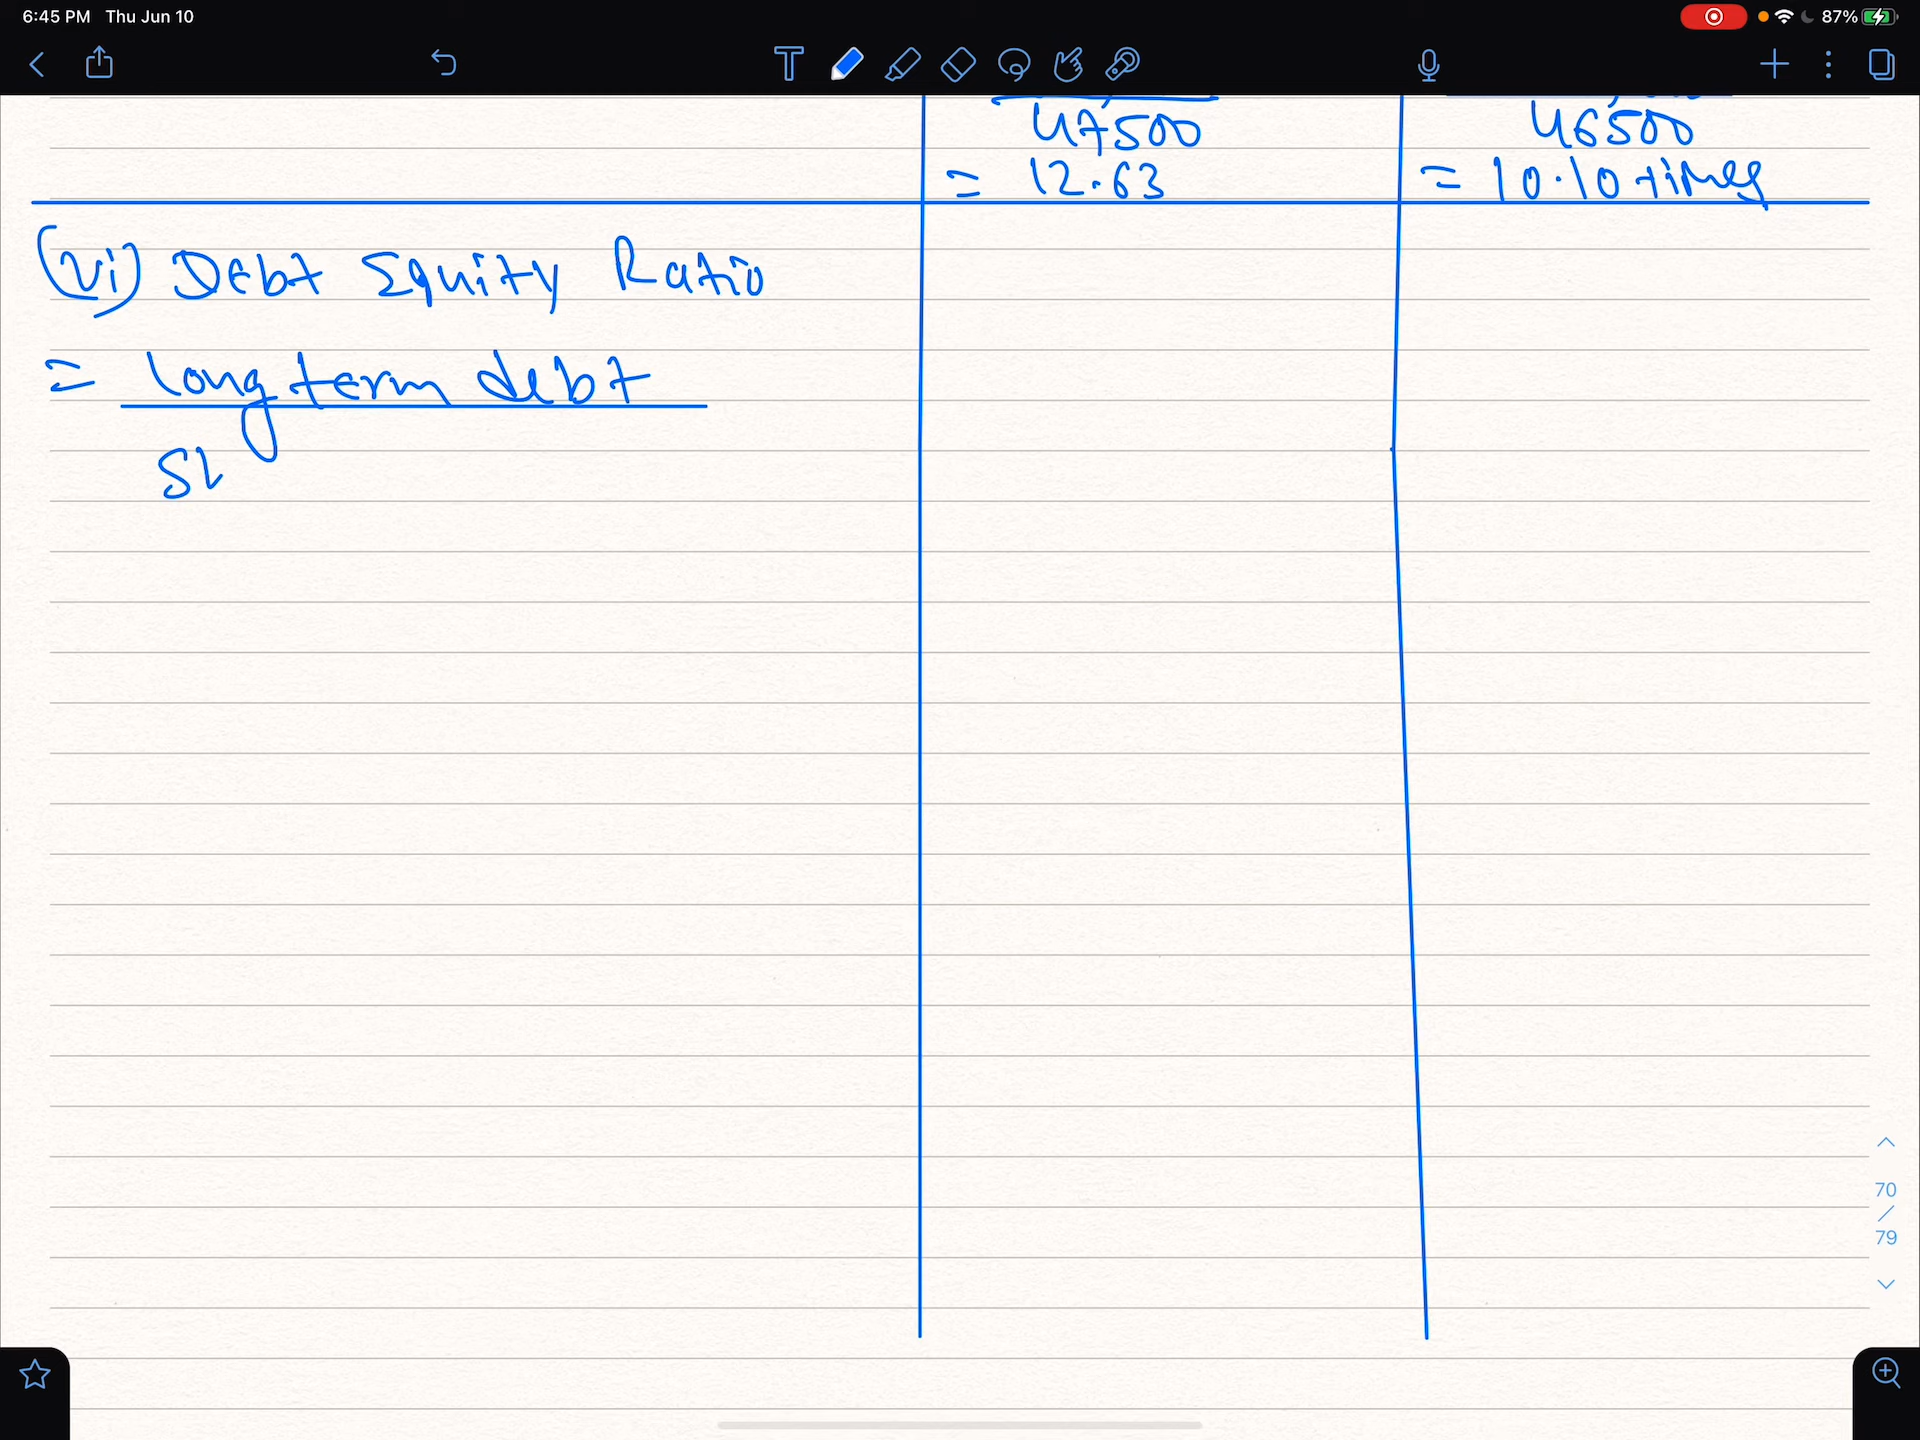 6:45 PM Thu Jun 10
87%
47500
46500
= 12.63
= 10.10 times
(vi) Debt Equity Ratio
= long term debt
70
/
79